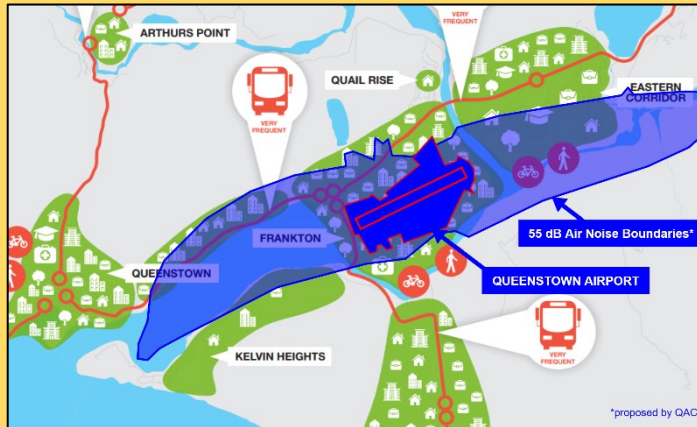 ARTHURS POINT
VERY
FREQUENT
QUAIL RISE
EASTERN
CORRIDOR
VERY
FREQUENT
FRANKTON
55 dB Air Noise Boundaries*
QUEENSTOWN
QUEENSTOWN AIRPORT
KELVIN HEIGHTS
VERY
FREQUENT
*proposed by QAC